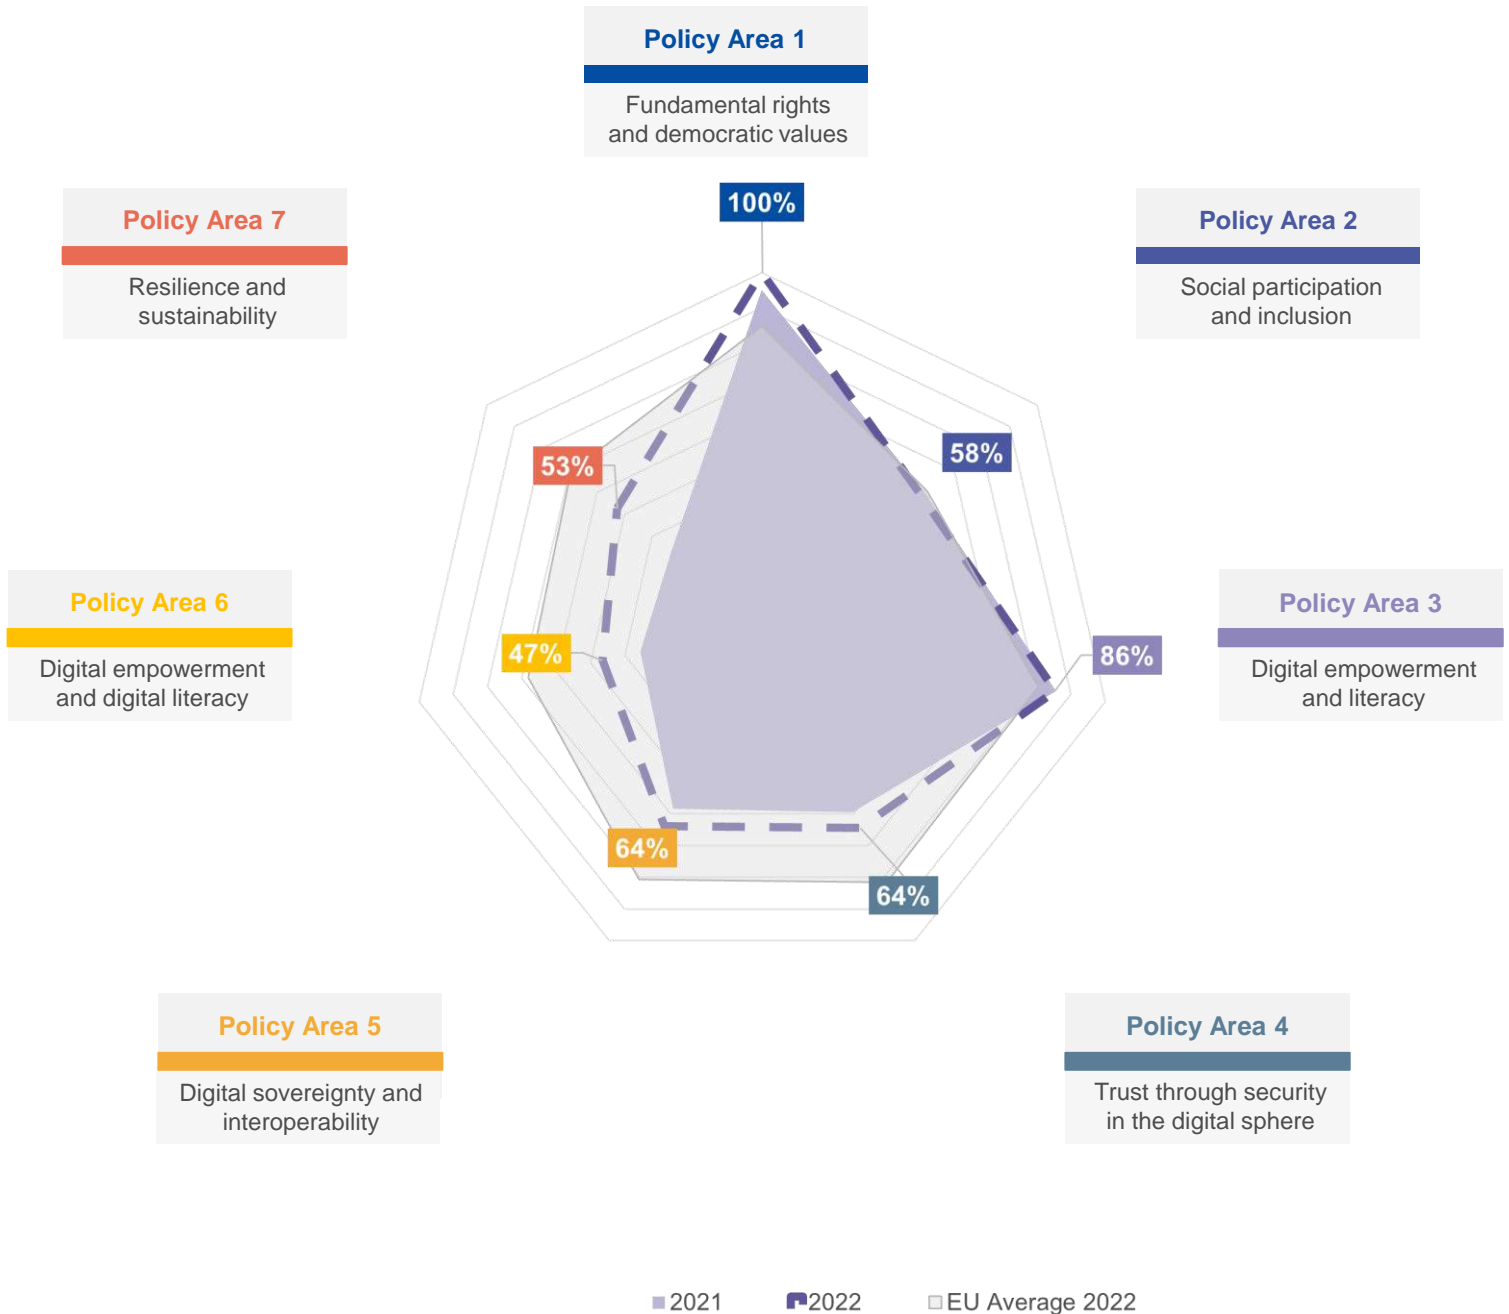 Policy Area 1
Fundamental rights
and democratic values
100%
Policy Area 7
Resilience and
sustainability
Policy Area 2
Social participation
and inclusion
53%
58%
Policy Area 6
Digital empowerment
and digital literacy
47%
86%
Policy Area 3
Digital empowerment
and literacy
64%
64%
Policy Area 5
Digital sovereignty and
interoperability
Policy Area 4
Trust through security
in the digital sphere
2021
2022
EU Average 2022